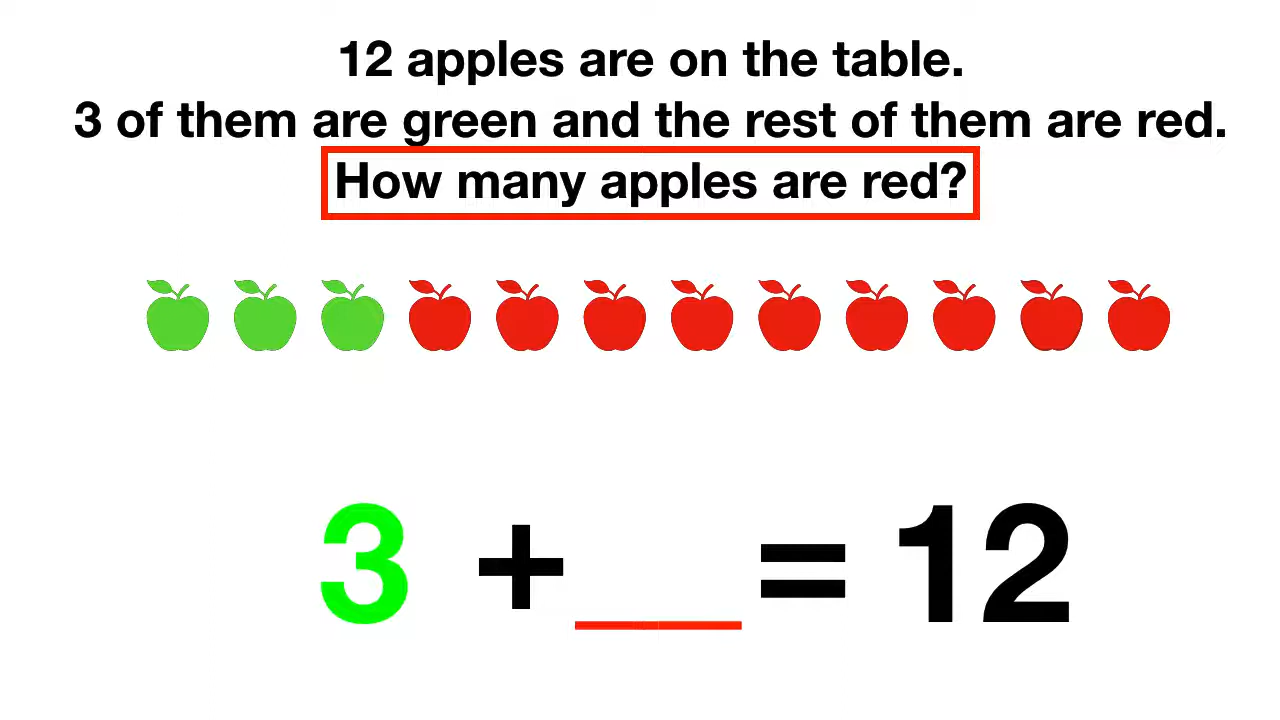 12 apples are on the table.
3 of them are green and the rest of them are red.
How many apples are red?
3 +__= 12